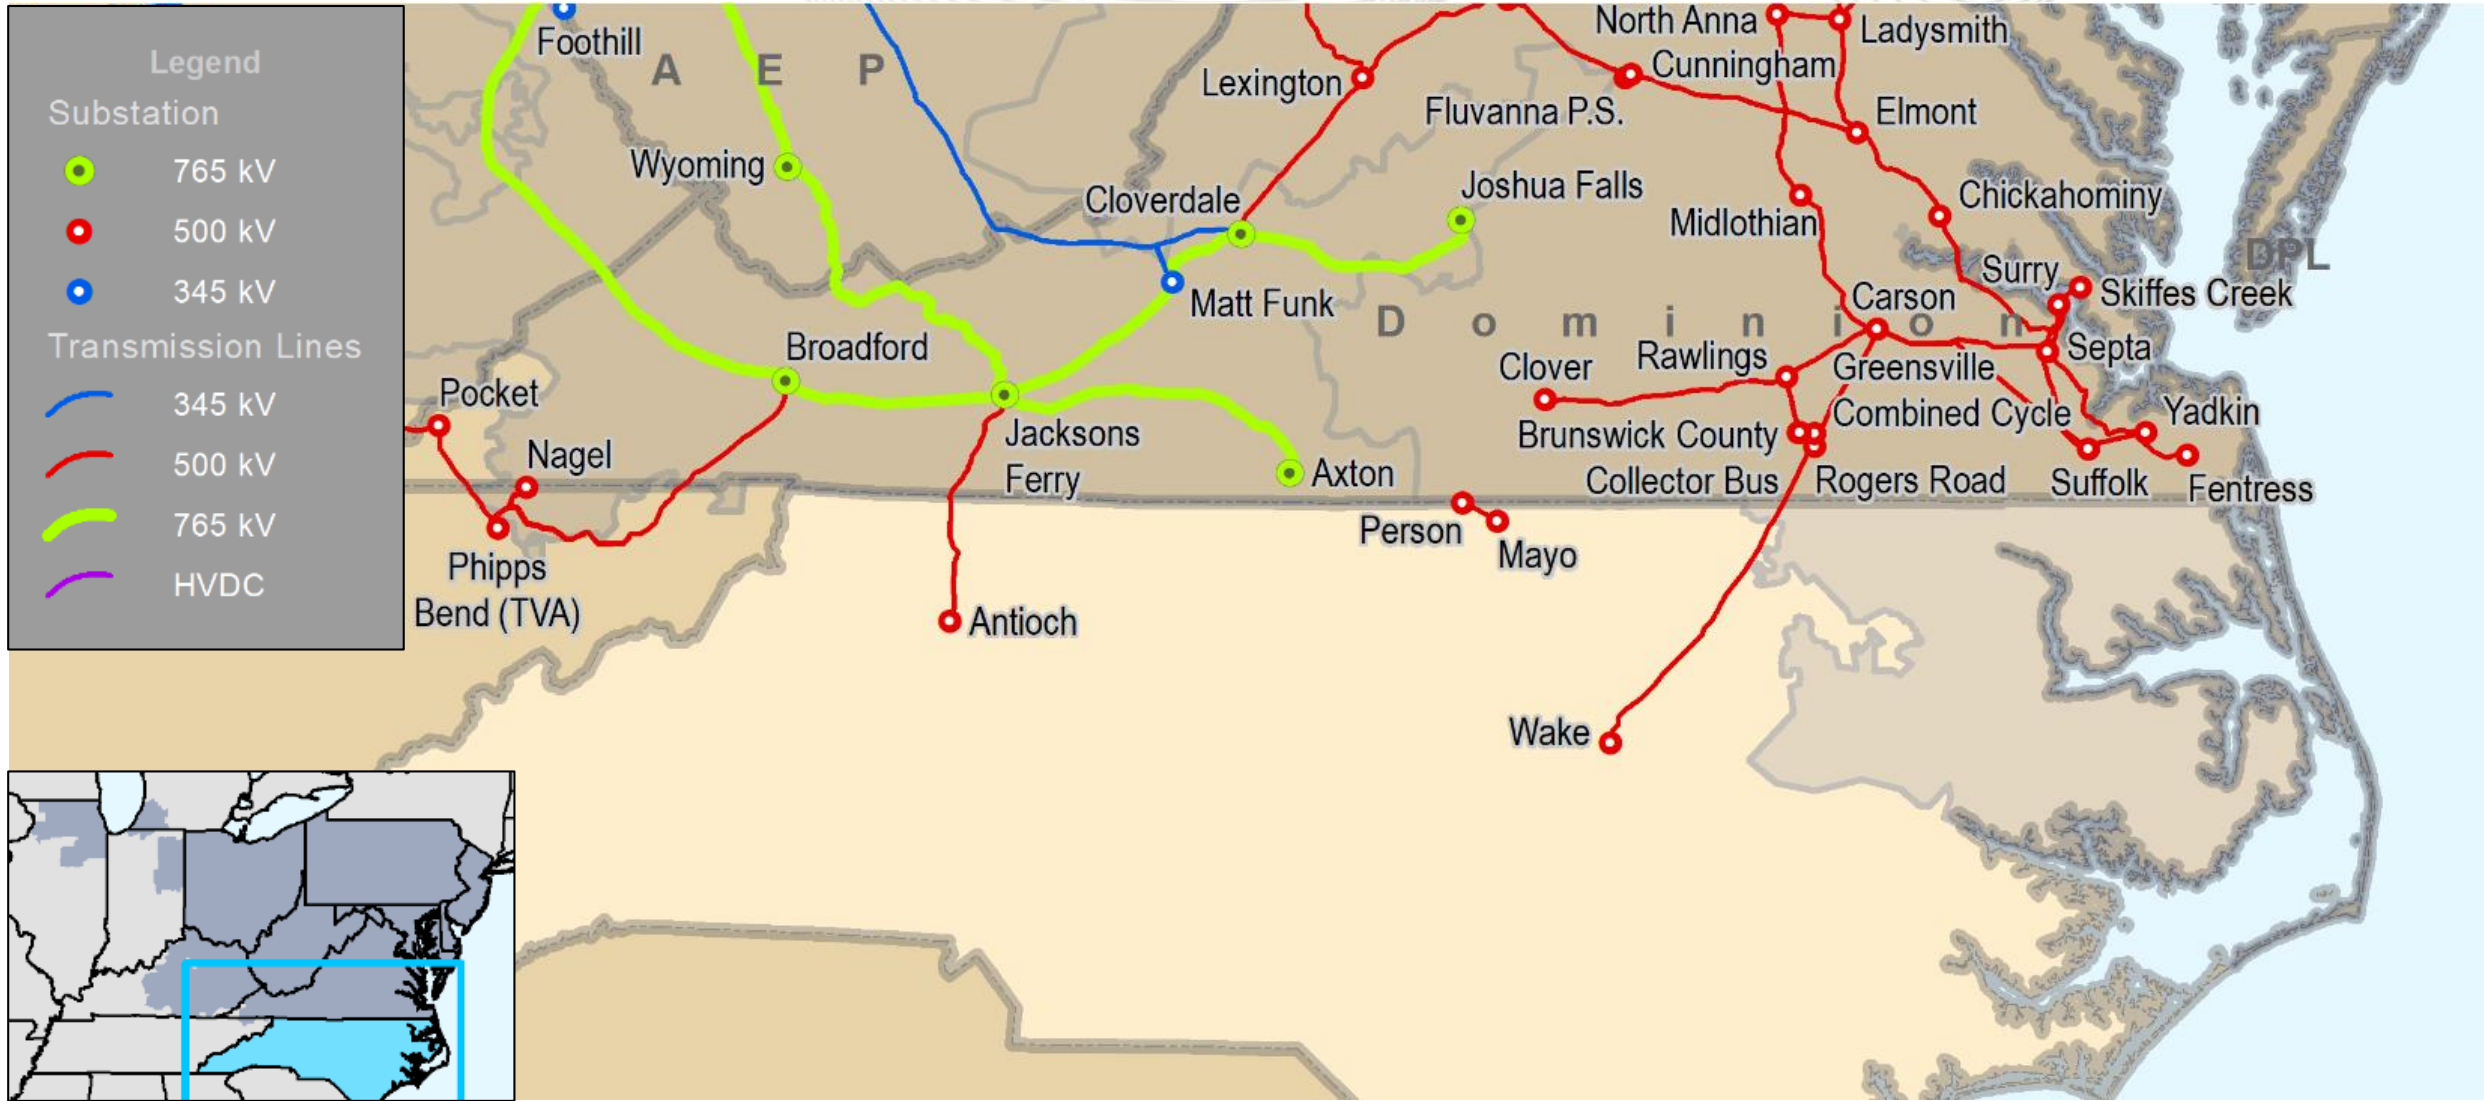 Legend
Substation
765 kV
500 kV
345 kV
Transmission Lines
345 kV
500 kV
765 kV
HVDC
Foothill
A E P
North Anna
Ladysmith
Lexington
Cunningham
Fluvanna P.S.
Elmont
Wyoming
Cloverdale
Joshua Falls
Midlothian
Chickahominy
DPL
Surry
Skiffes Creek
Matt Funk
Carson
D o m i n i o n
Broadford
Clover
Rawlings
Greensville
Combined Cycle
Septa
Pocket
Nagel
Jacksons
Ferry
Axton
Brunswick County
Collector Bus
Rogers Road
Yadkin
Suffolk
Fentress
Person
Mayo
Phipps
Bend (TVA)
Antioch
Wake